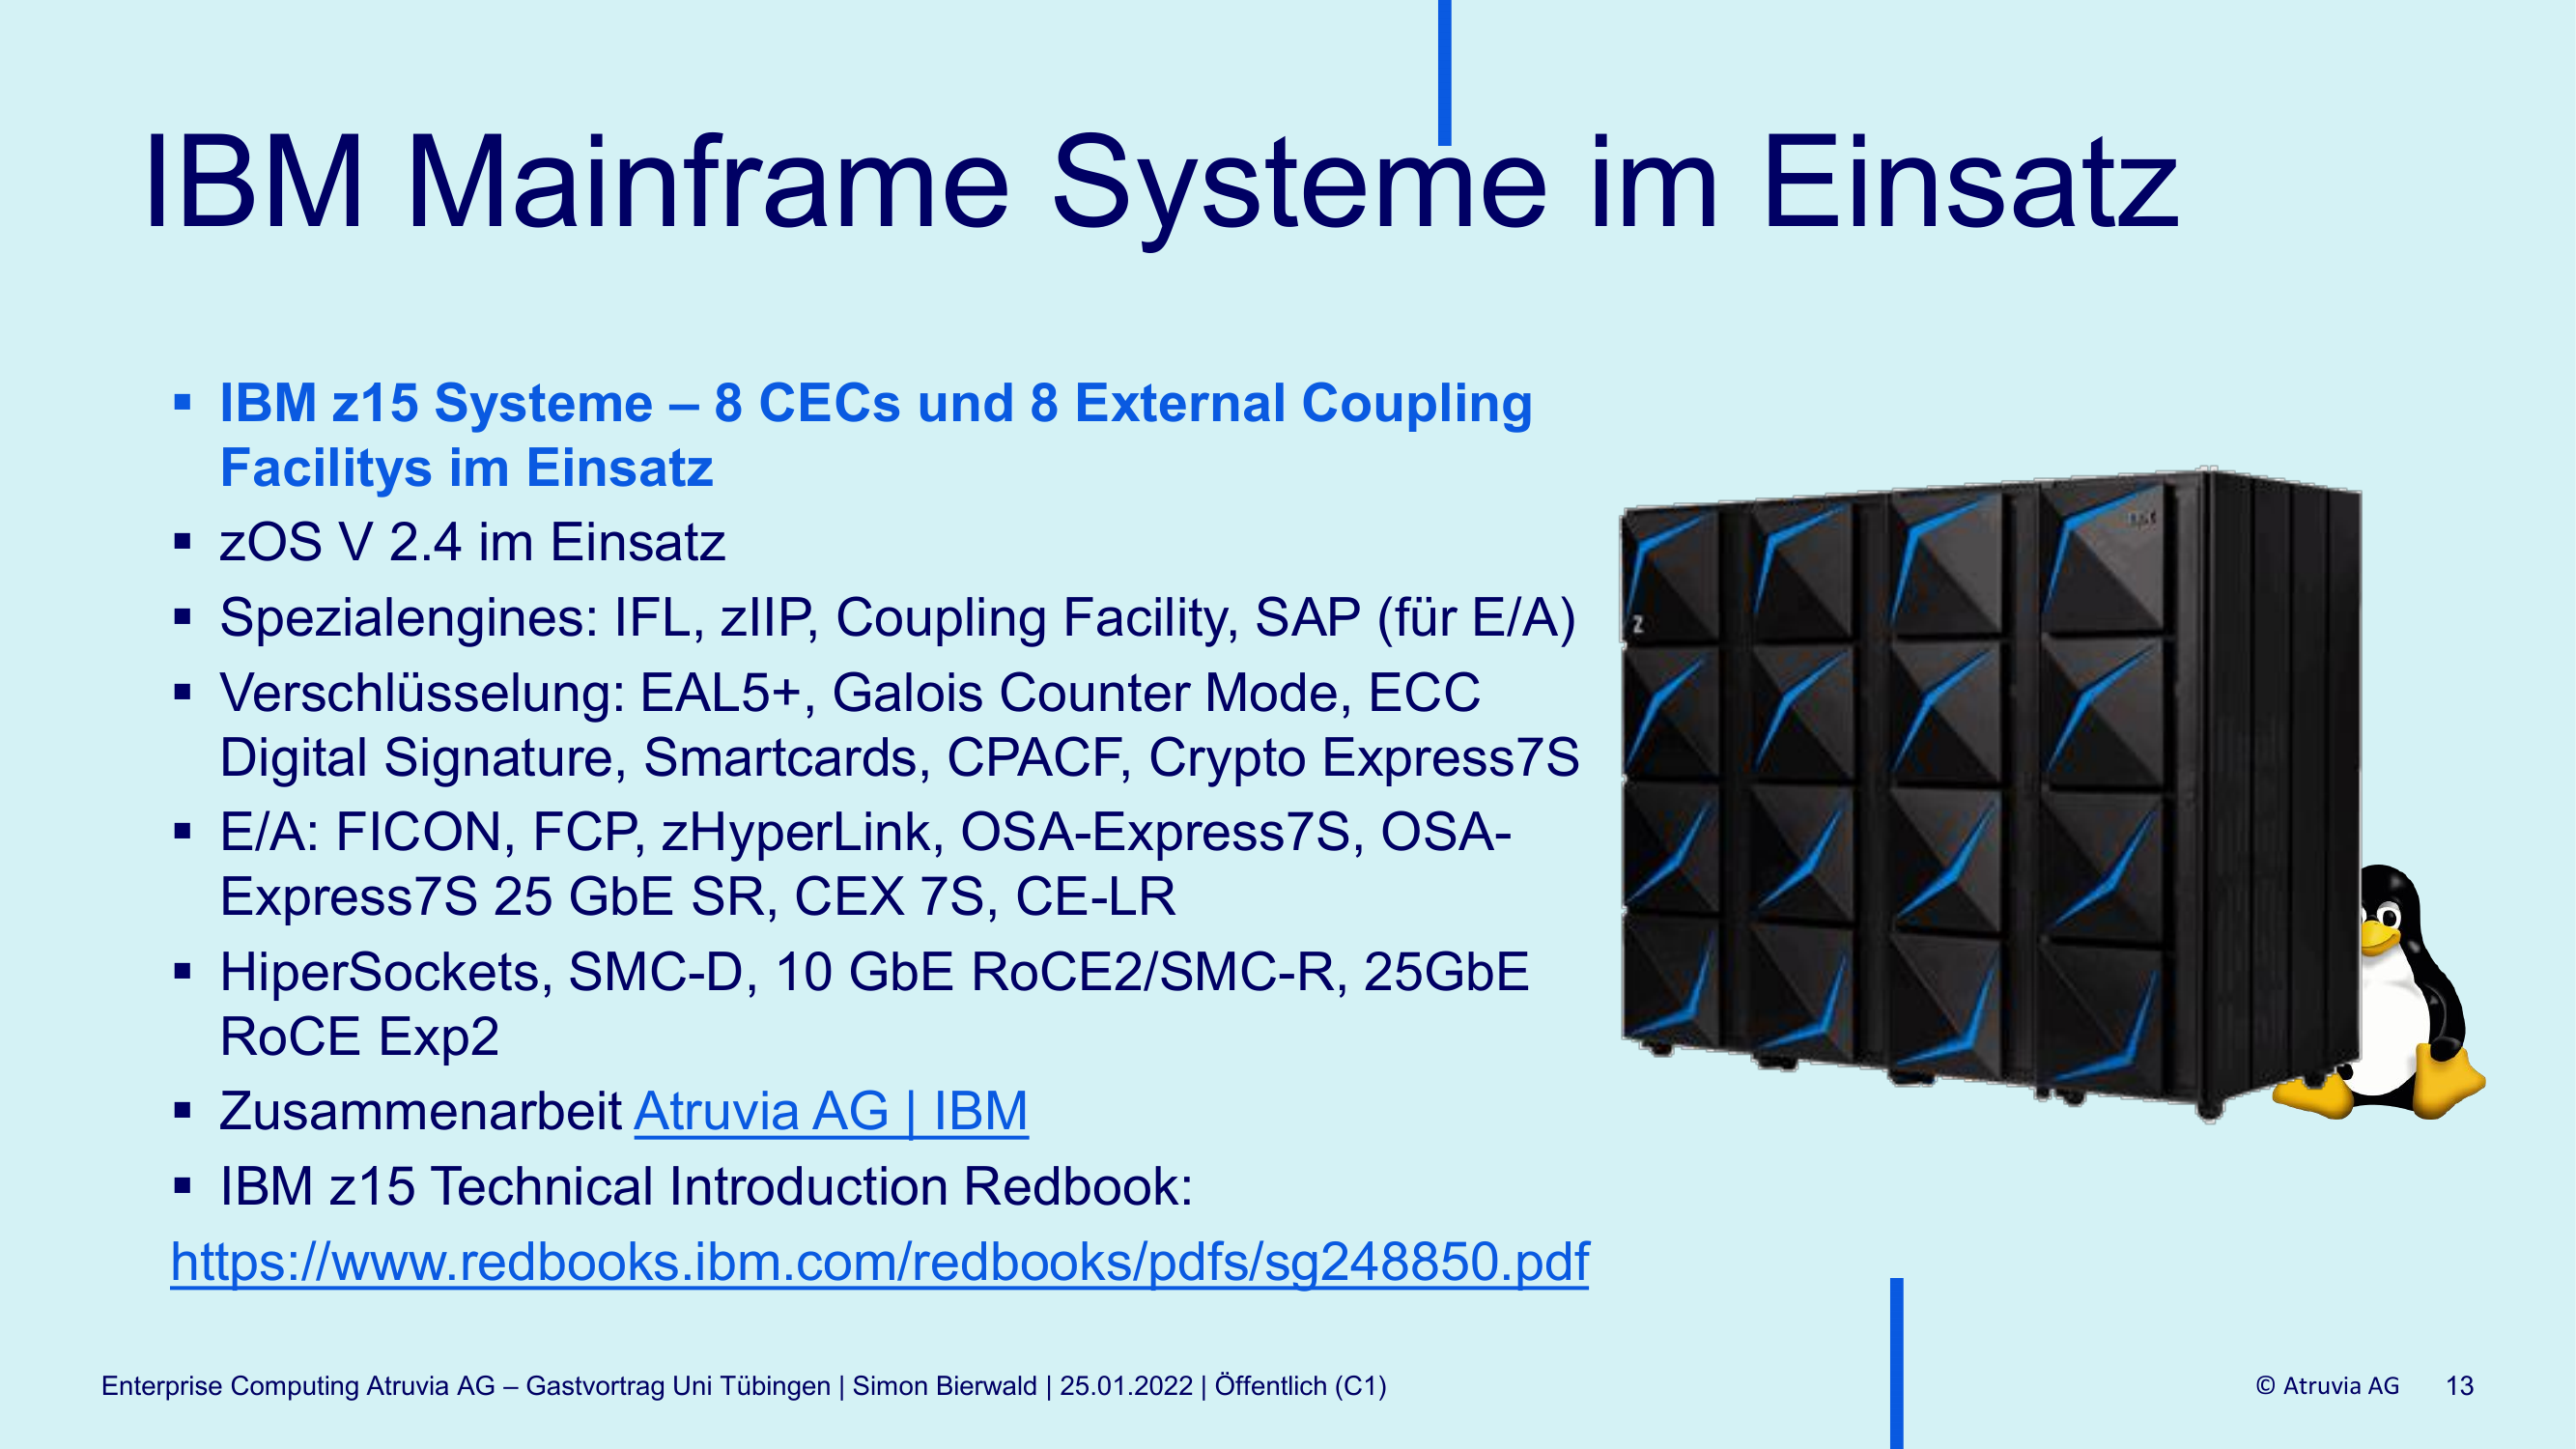 IBM Mainframe Systeme im Einsatz
▪ IBM z15 Systeme – 8 CECs und 8 External Coupling
Facilitys im Einsatz
▪ zOS V 2.4 im Einsatz
▪ Spezialengines: IFL, zIIP, Coupling Facility, SAP (für E/A)
▪ Verschlüsselung: EAL5+, Galois Counter Mode, ECC
Digital Signature, Smartcards, CPACF, Crypto Express7S
▪ E/A: FICON, FCP, zHyperLink, OSA-Express7S, OSA-
Express7S 25 GbE SR, CEX 7S, CE-LR
▪ HiperSockets, SMC-D, 10 GbE RoCE2/SMC-R, 25GbE
RoCE Exp2
▪ Zusammenarbeit Atruvia AG | IBM
▪ IBM z15 Technical Introduction Redbook:
https://www.redbooks.ibm.com/redbooks/pdfs/sg248850.pdf
Z
Enterprise Computing Atruvia AG – Gastvortrag Uni Tübingen | Simon Bierwald | 25.01.2022 | Öffentlich (C1)
© Atruvia AG 13